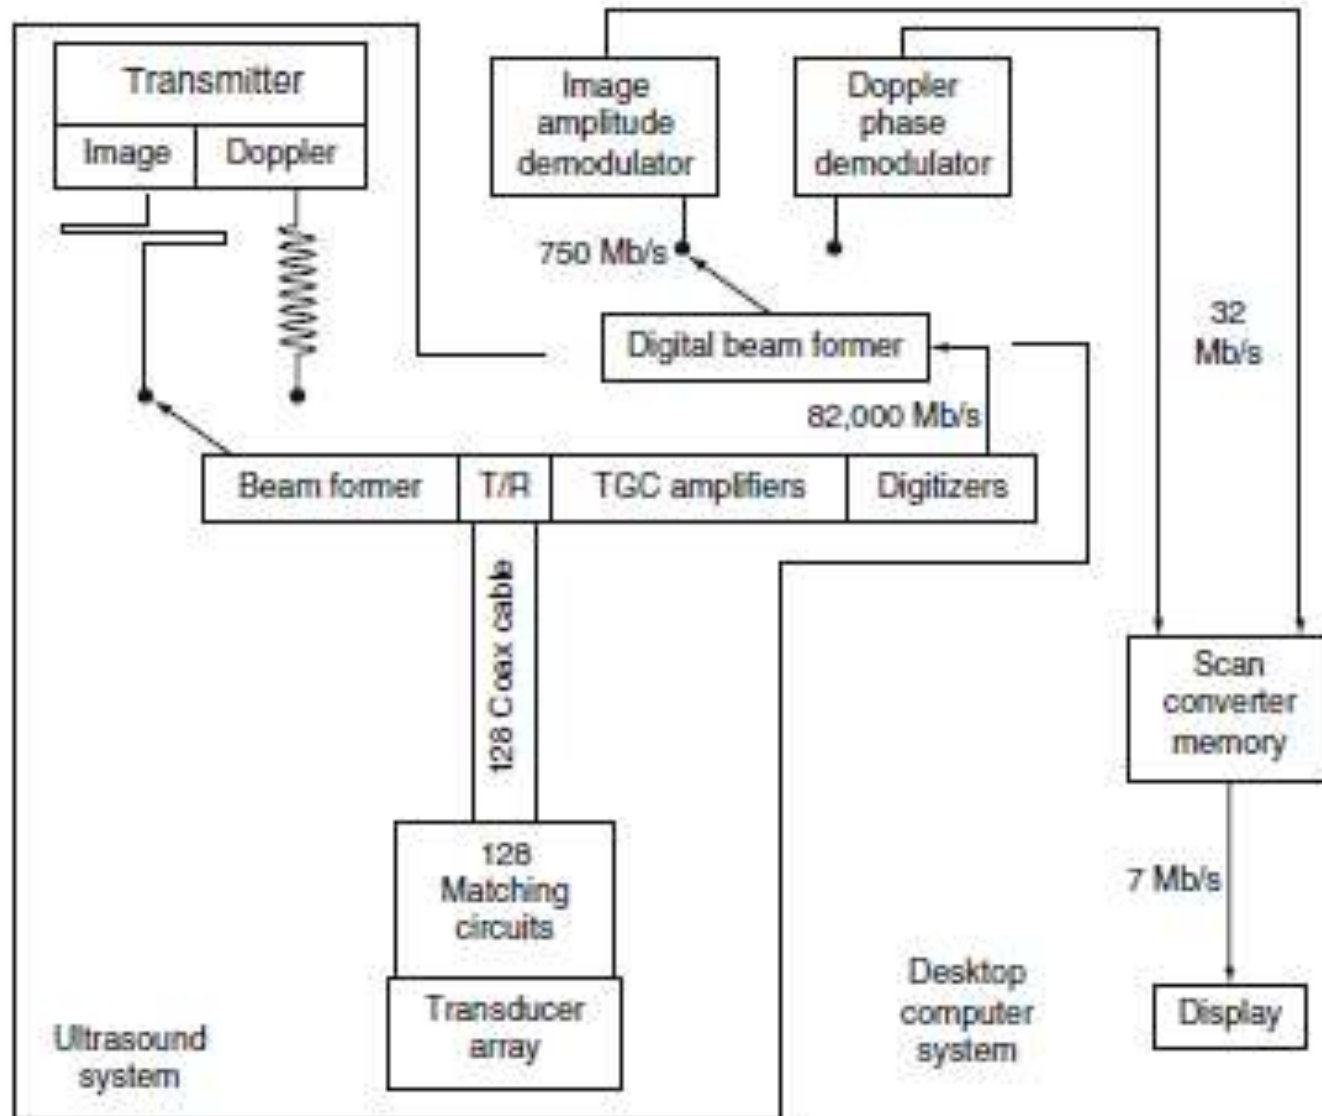 Transmitter
Image
Doppler
Image
amplitude
demodulator
Doppler
phase
demodulator
750 Mb/s
32
Mb/s
Digital beam former
82,000 Mb/s
Beam former
T/R
TGC amplifiers
Digitizers
128 Coax cable
Scan
converter
memory
128
Matching
circuits
7 Mb/s
Transducer
array
Desktop
computer
system
Display
Ultrasound
system